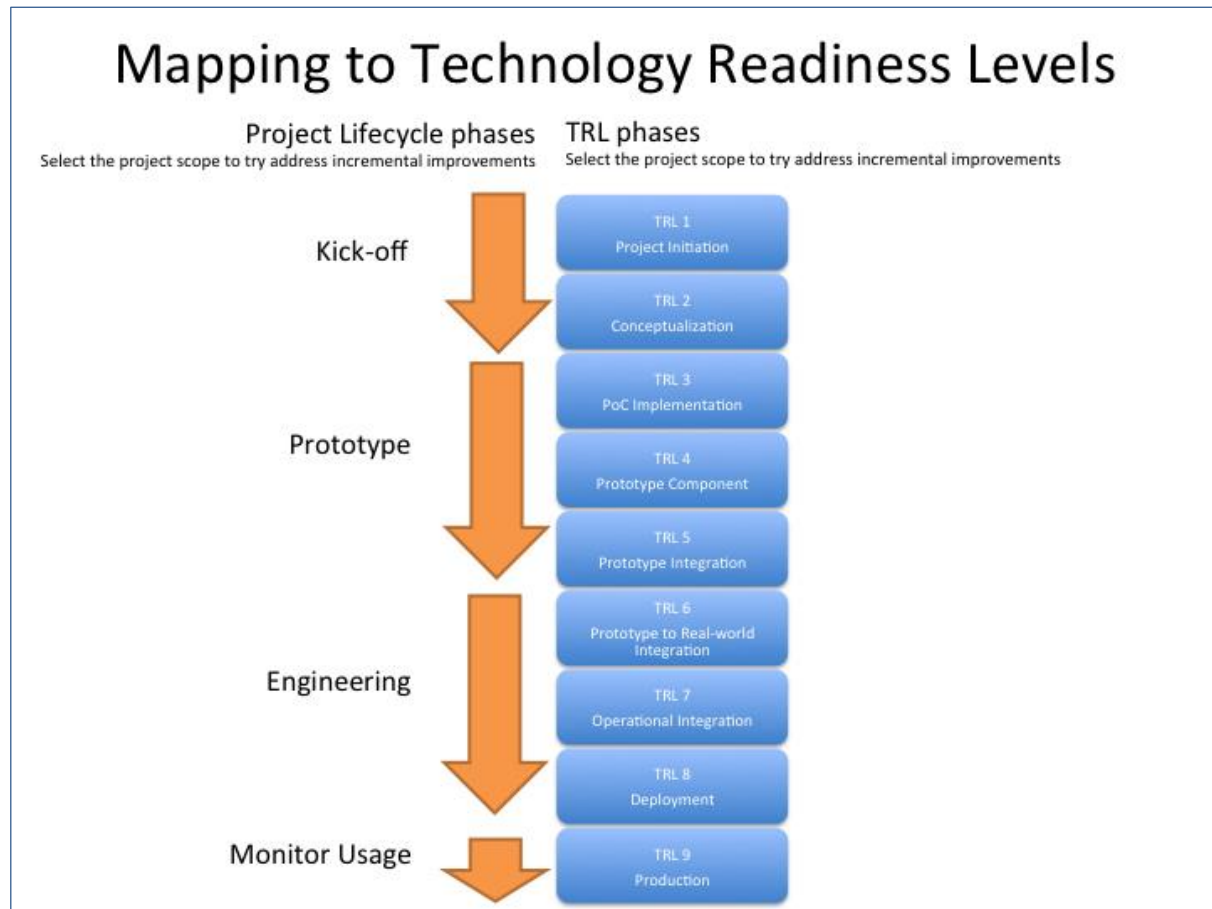 Mapping to Technology Readiness Levels
Project Lifecycle phases
Select the project scope to try address incremental improvements
TRL phases
Select the project scope to try address incremental improvements
Kick-off
Prototype
Engineering
Monitor Usage
TRL 1
Project Initiation
TRL 2
Conceptualization
TRL 3
PoC Implementation
TRL 4
Prototype Component
TRL 5
Prototype Integration
TRL 6
Prototype to Real-world
Integration
TRL 7
Operational Integration
TRL 8
Deployment
TRL 9
Production